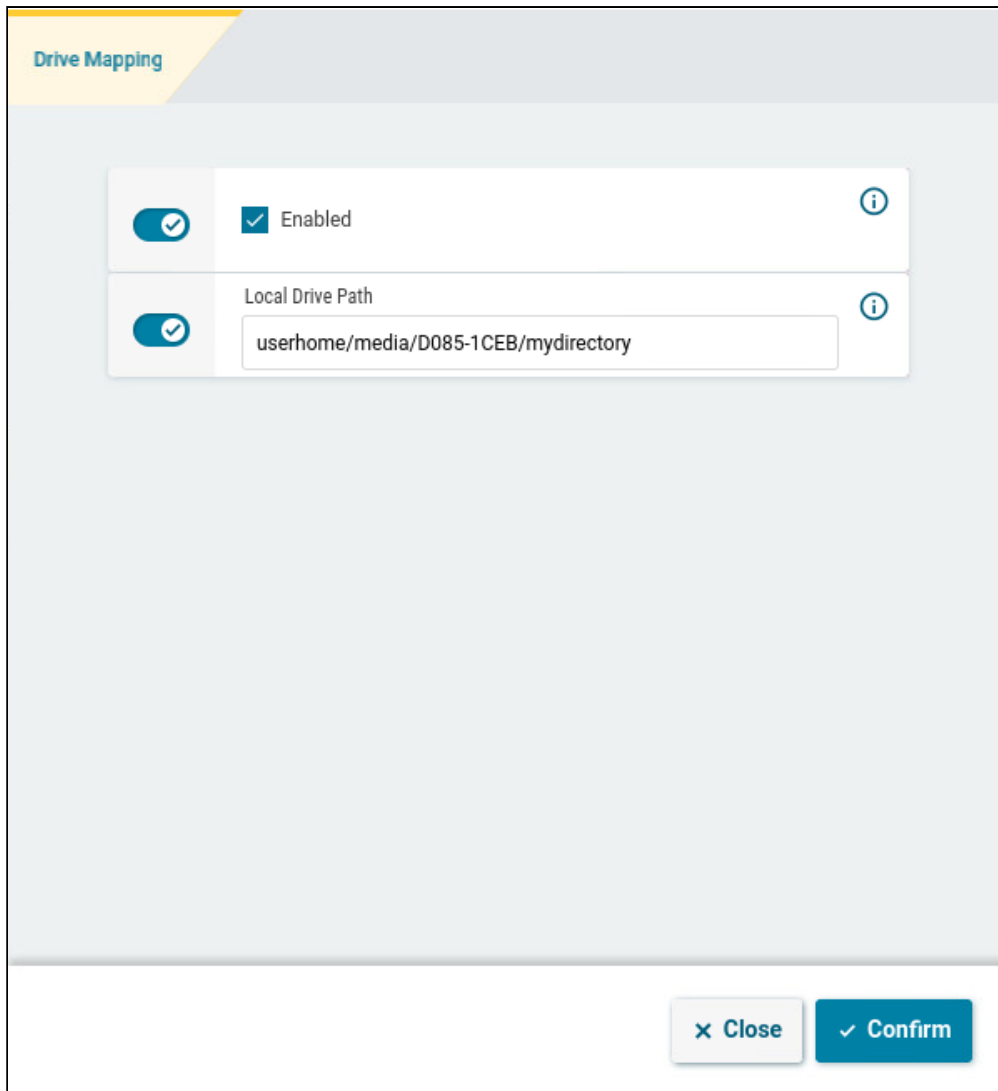 Drive Mapping
Enabled
Local Drive Path
userhome/media/D085-1CEB/mydirectory
Close
Confirm